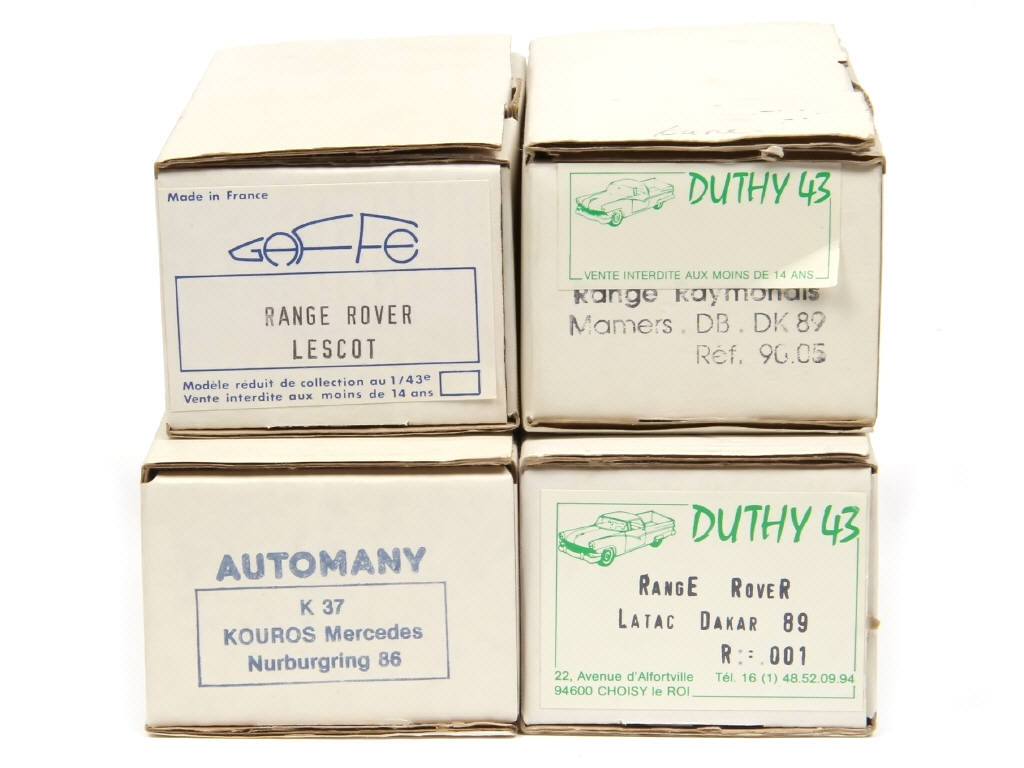 Made in France
GAFFE
RANGE ROVER
LESCOT
Modèle réduit de collection au 1/43e
Vente interdite aux moins de 14 ans
DUTHY 43
VENTE INTERDITE AUX MOINS DE 14 ANS
Range Raymondis
Mamers . DB . DK 89
Réf. 90.05
AUTOMANY
K 37
KOUROS Mercedes
Nurburgring 86
DUTHY 43
RangE RoveR
Latac Dakar 89
R 001
22, Avenue d'Alfortville Tél. 16 (1) 48.52.09.94
94600 CHOISY le ROI